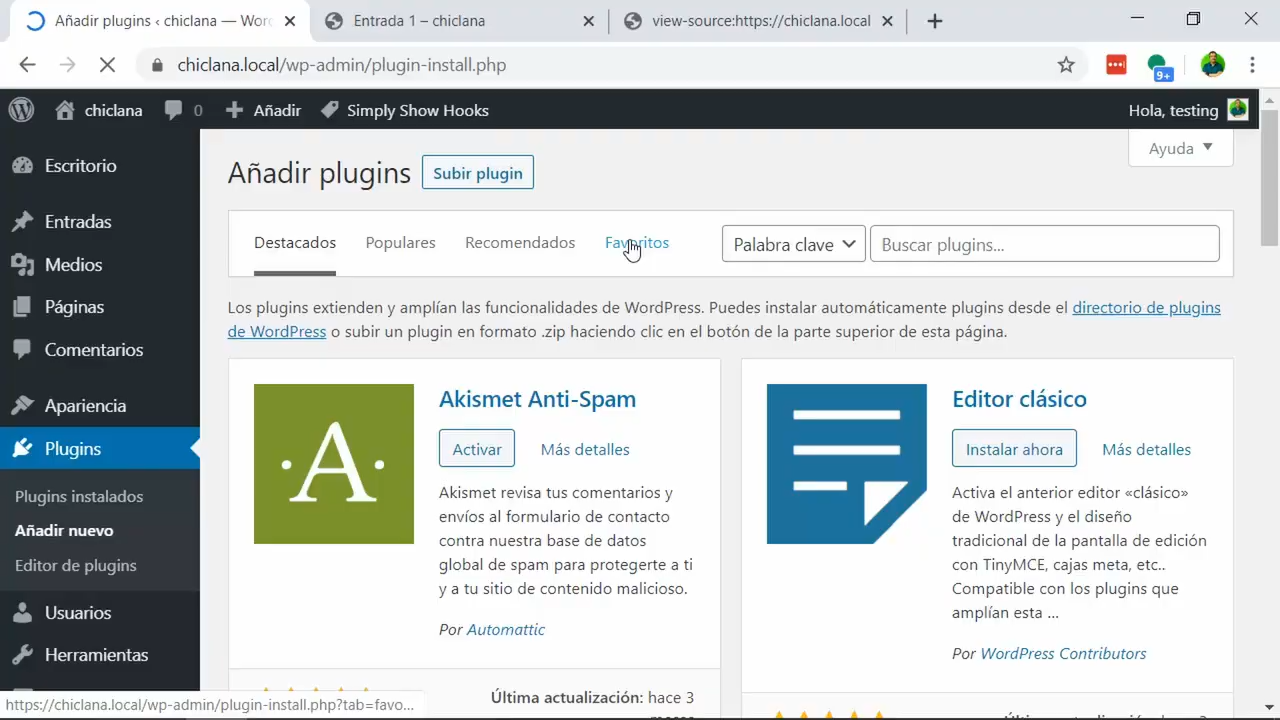 Añadir plugins ‹ chiclana — Wor
Entrada 1 – chiclana
view-source:https://chiclana.local
chiclana.local/wp-admin/plugin-install.php
9+
chiclana
0
Añadir
Simply Show Hooks
Hola, testing
Escritorio
Entradas
Medios
Páginas
Comentarios
Apariencia
Plugins
Plugins instalados
Añadir nuevo
Editor de plugins
Usuarios
Herramientas
Ayuda
Añadir plugins
Subir plugin
Destacados
Populares
Recomendados
Favoritos
Palabra clave
Buscar plugins...
Los plugins extienden y amplían las funcionalidades de WordPress. Puedes instalar automáticamente plugins desde el directorio de plugins
de WordPress o subir un plugin en formato .zip haciendo clic en el botón de la parte superior de esta página.
A
Akismet Anti-Spam
Activar
Más detalles
Akismet revisa tus comentarios y
envíos al formulario de contacto
contra nuestra base de datos
global de spam para protegerte a ti
y a tu sitio de contenido malicioso.
Por Automattic
Última actualización: hace 3
Editor clásico
Instalar ahora
Más detalles
Activa el anterior editor «clásico»
de WordPress y el diseño
tradicional de la pantalla de edición
con TinyMCE, cajas meta, etc..
Compatible con los plugins que
amplían esta ...
Por WordPress Contributors
https://chiclana.local/wp-admin/plugin-install.php?tab=favo...